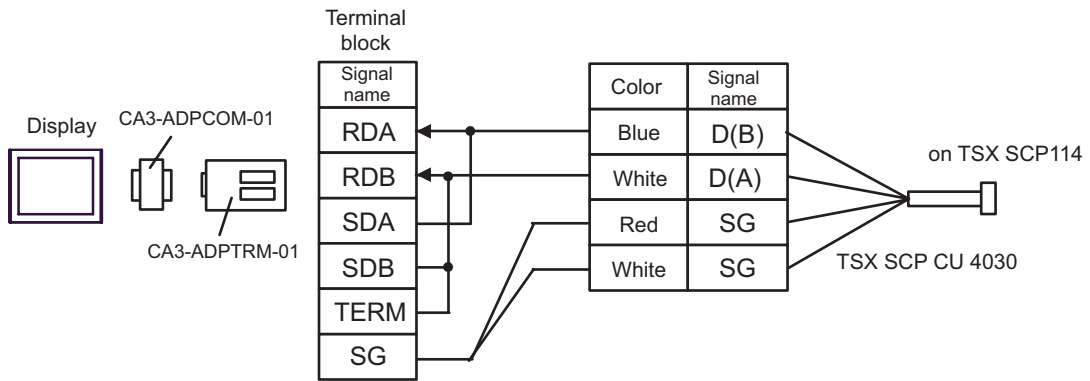 Terminal
block
Signal
name
RDA
RDB
SDA
SDB
TERM
SG
Display
CA3-ADPCOM-01
CA3-ADPTRM-01
Color
Signal
name
Blue
D(B)
White
D(A)
Red
SG
White
SG
on TSX SCP114
TSX SCP CU 4030